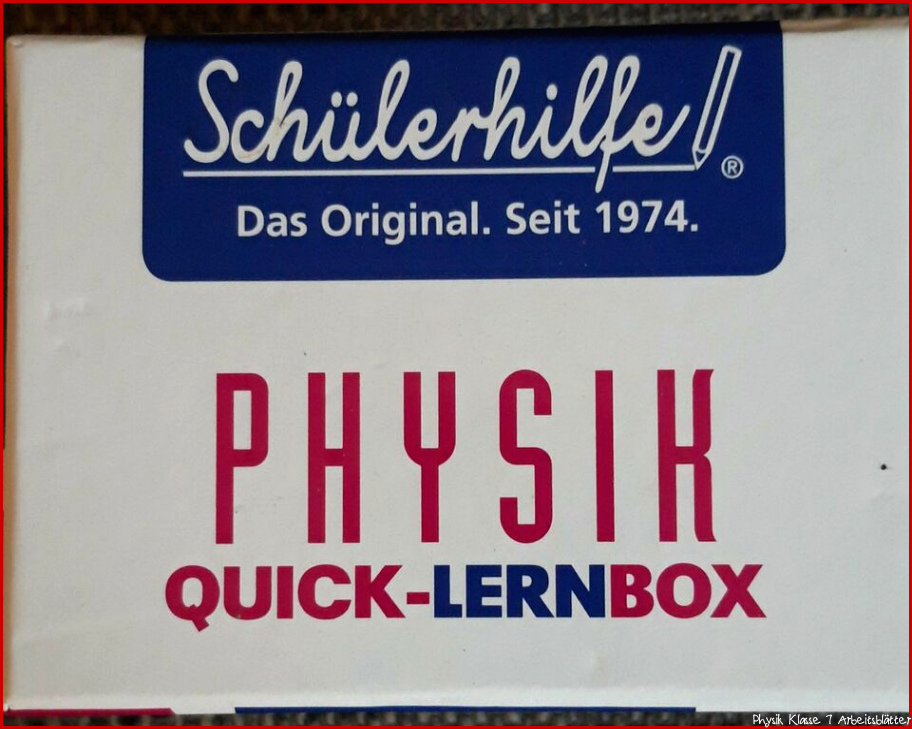 Schülerhilfe!
®
Das Original. Seit 1974.
PHYSIK
QUICK-LERNBOX
Physik Klasse 7 Arbeitsblätter